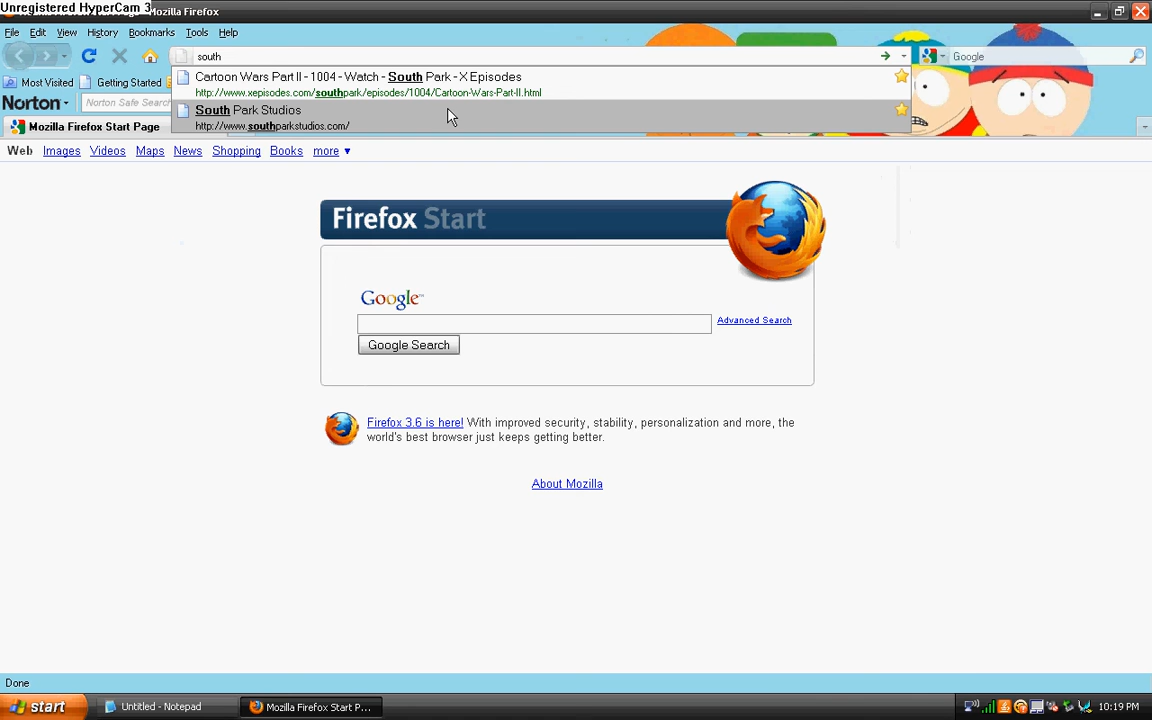 Unregistered HyperCam 3
Mozilla Firefox
File Edit View History Bookmarks Tools Help
south
Google
Cartoon Wars Part II - 1004 - Watch - South Park - X Episodes
http://www.xepisodes.com/southpark/episodes/1004/Cartoon-Wars-Part-II.html
Most Visited Getting Started
Norton Norton Safe Search
South Park Studios
http://www.southparkstudios.com/
Mozilla Firefox Start Page
Web Images Videos Maps News Shopping Books more ▼
Firefox Start
Google™
Advanced Search
Google Search
Firefox 3.6 is here! With improved security, stability, personalization and more, the
world's best browser just keeps getting better.
About Mozilla
Done
start Untitled - Notepad Mozilla Firefox Start P... 10:19 PM